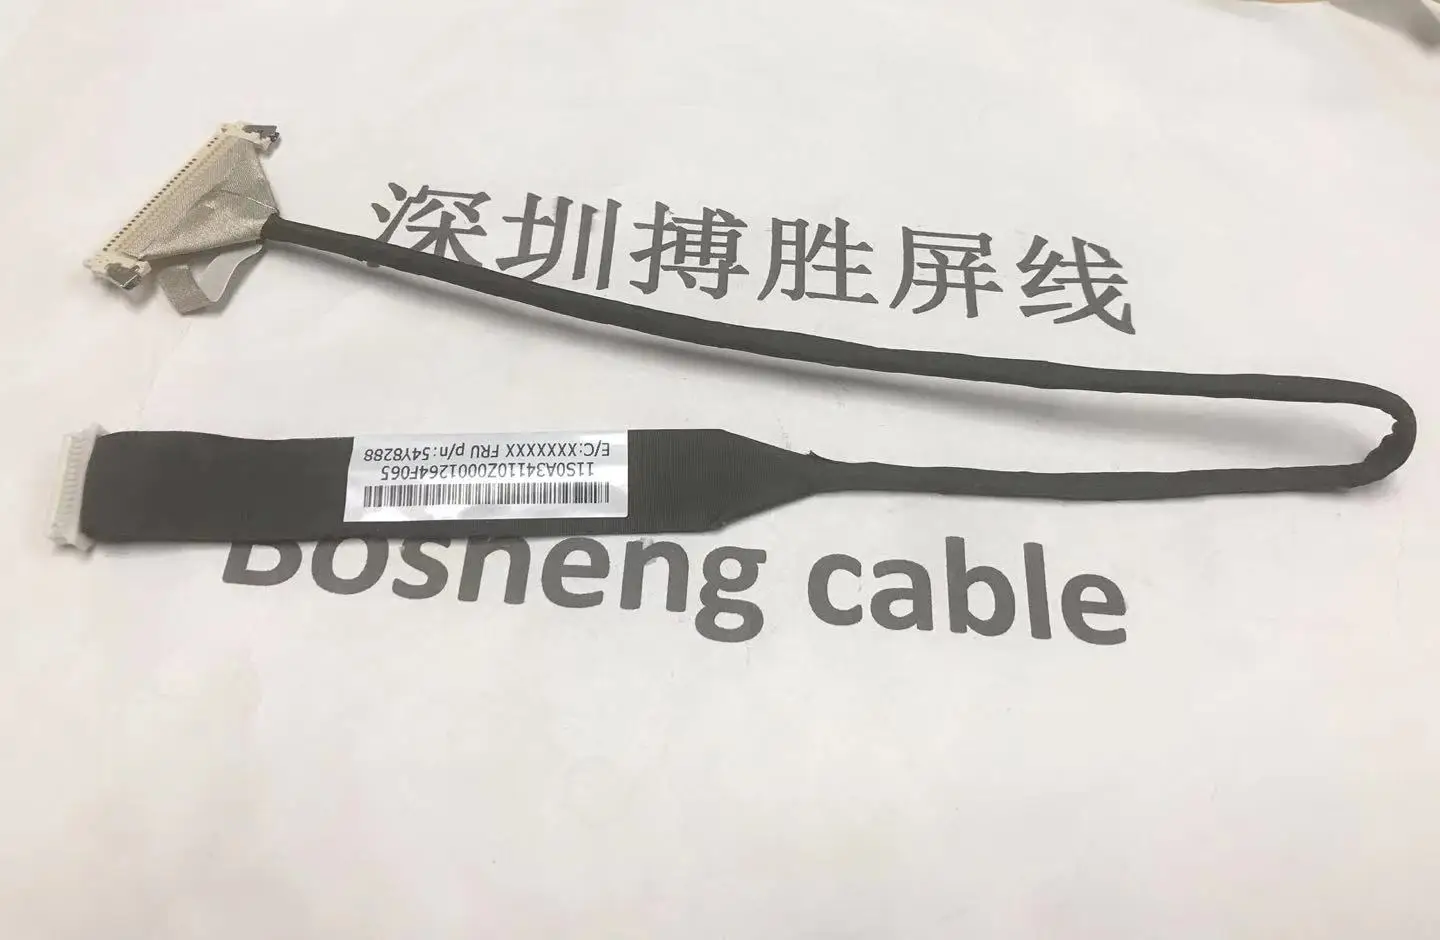 深圳搏胜屏线
11S0A34110Z0001264F065
E/C:XXXXXXX FRU p/n:54Y8288
Bosheng cable